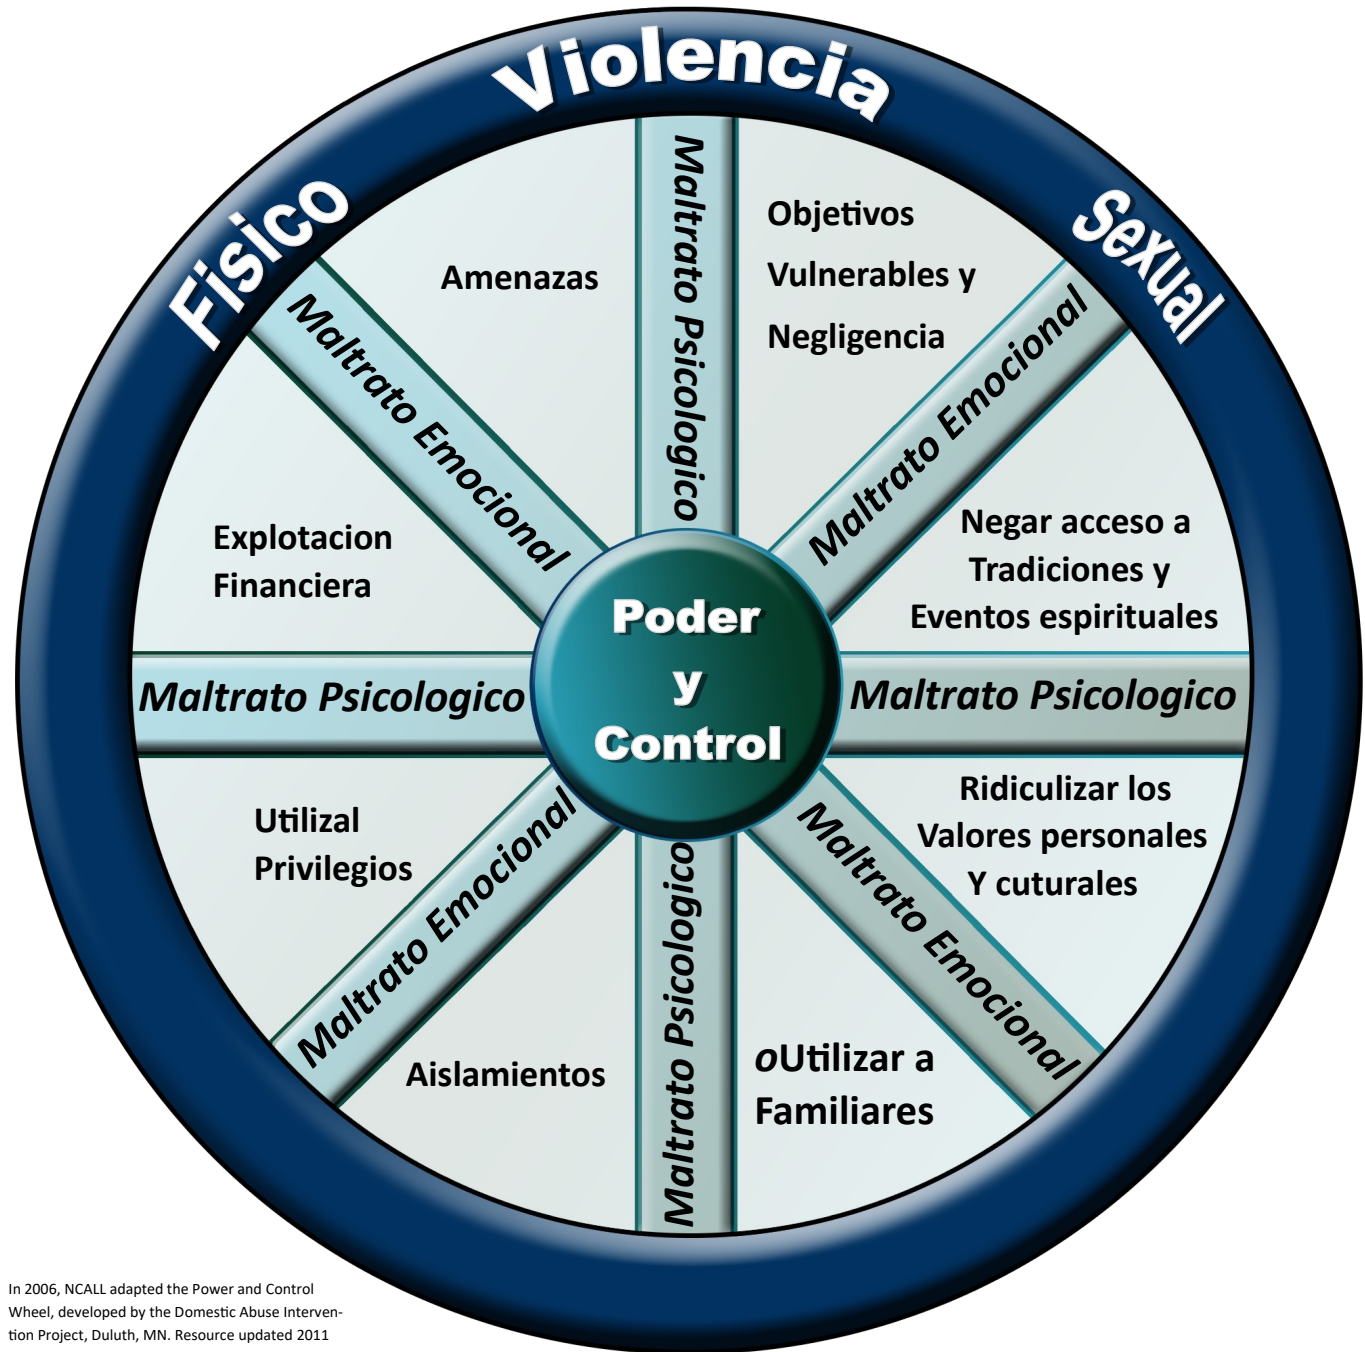 Violencia
Fisico
Sexual
Maltrato Psicologico
Objetivos
Vulnerables y
Negligencia
Amenazas
Maltrato Emocional
Maltrato Emocional
Explotacion
Financiera
Negar acceso a
Tradiciones y
Eventos espirituales
Poder
y
Control
Maltrato Psicologico
Maltrato Psicologico
Utilizal
Privilegios
Ridiculizar los
Valores personales
Y cuturales
Maltrato Emocional
Maltrato Emocional
Maltrato Psicologico
Aislamientos
oUtilizar a
Familiares
In 2006, NCALL adapted the Power and Control
Wheel, developed by the Domestic Abuse Interven-
tion Project, Duluth, MN. Resource updated 2011